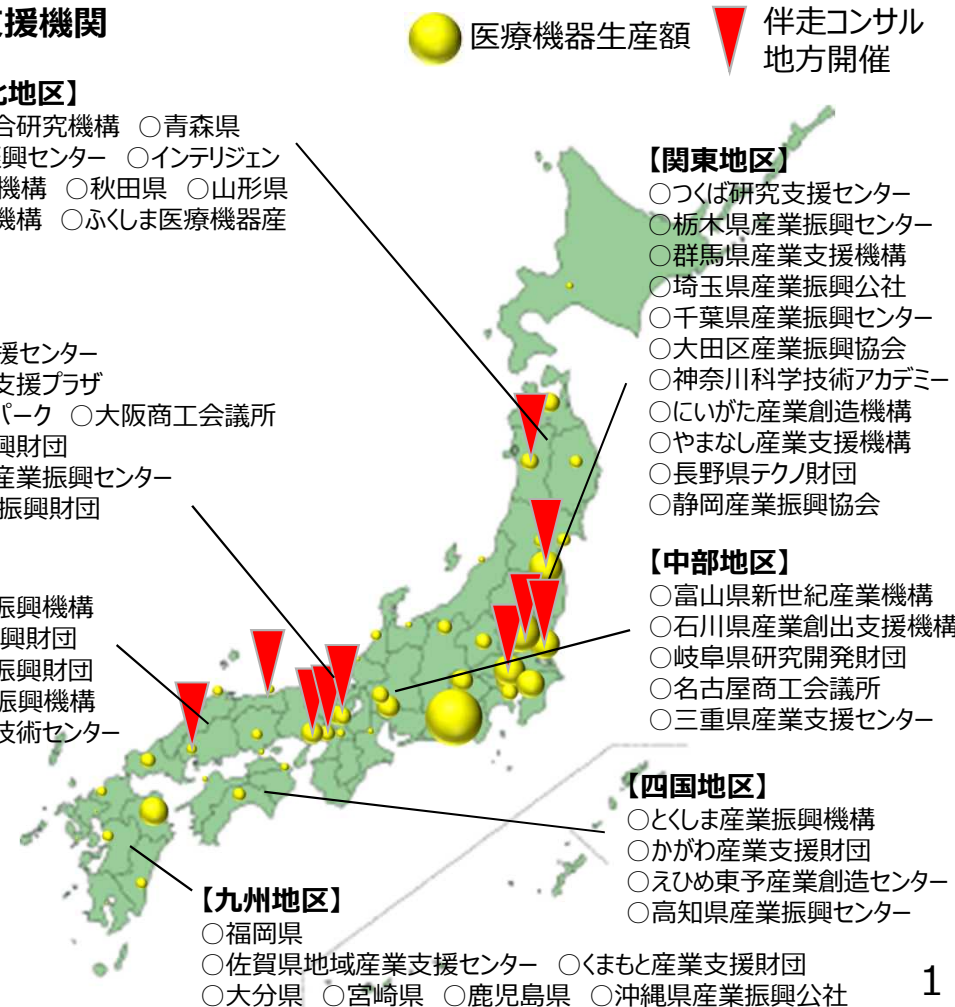 支援機関
医療機器生産額
伴走コンサル
地方開催
北地区】
合研究機構 ○青森県
興センター ○インテリジェン
機構 ○秋田県 ○山形県
機構 ○ふくしま医療機器産
援センター
支援プラザ
パーク ○大阪商工会議所
興財団
産業振興センター
振興財団
振興機構
興財団
振興財団
振興機構
技術センター
【関東地区】
○つくば研究支援センター
○栃木県産業振興センター
○群馬県産業支援機構
○埼玉県産業振興公社
○千葉県産業振興センター
○大田区産業振興協会
○神奈川科学技術アカデミー
○にいがた産業創造機構
○やまなし産業支援機構
○長野県テクノ財団
○静岡産業振興協会
【中部地区】
○富山県新世紀産業機構
○石川県産業創出支援機構
○岐阜県研究開発財団
○名古屋商工会議所
○三重県産業支援センター
【四国地区】
○とくしま産業振興機構
○かがわ産業支援財団
○えひめ東予産業創造センター
○高知県産業振興センター
【九州地区】
○福岡県
○佐賀県地域産業支援センター ○くまもと産業支援財団
○大分県 ○宮崎県 ○鹿児島県 ○沖縄県産業振興公社
1